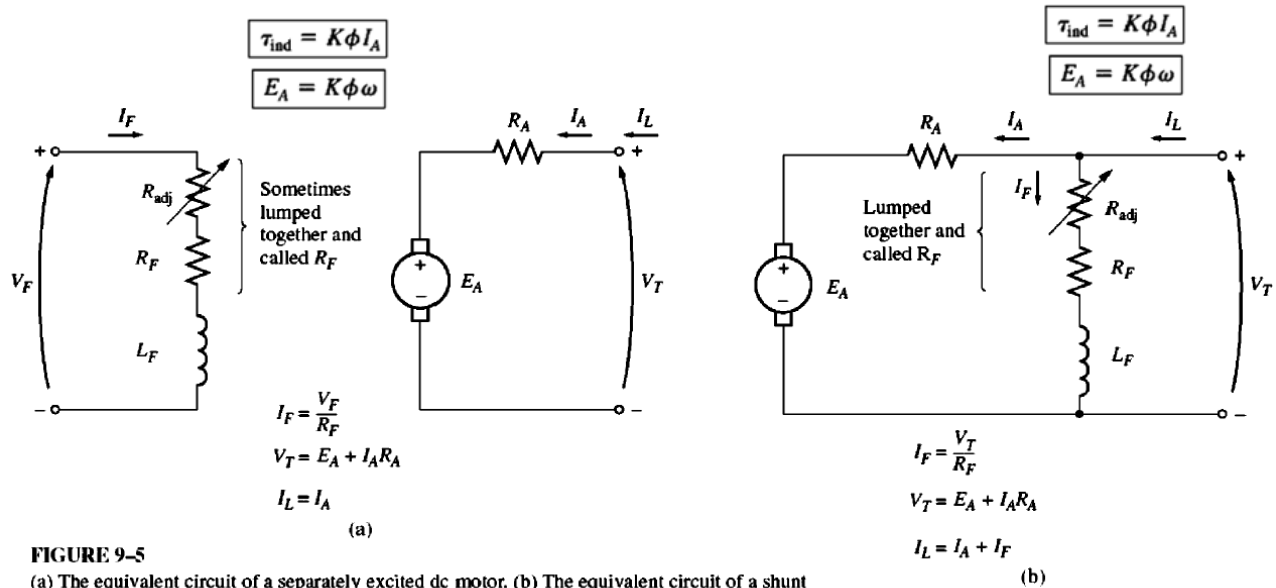 τind = KϕIA
EA = Kϕω
IF
RA
IA
IL
+
+
Radj
Sometimes
lumped
together and
called RF
RF
VF
+
−
EA
VT
LF
−
−
IF = VF/RF
VT = EA + IARA
IL = IA
(a)
τind = KϕIA
EA = Kϕω
RA
IA
IL
+
IF
Lumped
together and
called RF
Radj
RF
+
−
EA
VT
LF
−
IF = VT/RF
VT = EA + IARA
IL = IA + IF
(b)
FIGURE 9–5
(a) The equivalent circuit of a separately excited dc motor. (b) The equivalent circuit of a shunt